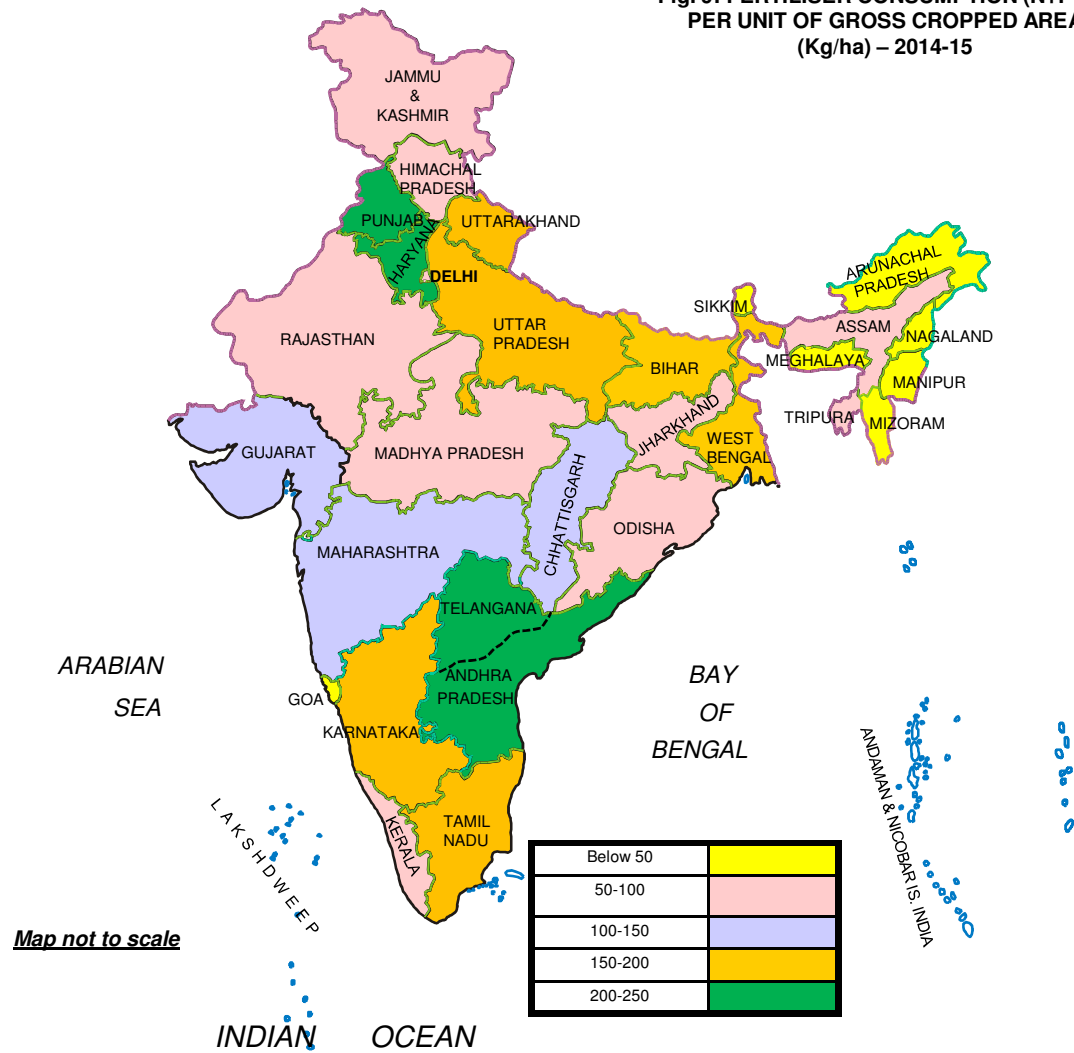 PER UNIT OF GROSS CROPPED AREA
(Kg/ha) – 2014-15
JAMMU
&
KASHMIR
HIMACHAL
PRADESH
PUNJAB
UTTARAKHAND
HARYANA
DELHI
ARUNACHAL
PRADESH
SIKKIM
RAJASTHAN
UTTAR
PRADESH
ASSAM
NAGALAND
MEGHALAYA
BIHAR
MANIPUR
TRIPURA
MIZORAM
JHARKHAND
GUJARAT
MADHYA PRADESH
WEST
BENGAL
CHHATTISGARH
ODISHA
MAHARASHTRA
TELANGANA
ARABIAN
SEA
ANDHRA
PRADESH
BAY
OF
BENGAL
GOA
KARNATAKA
ANDAMAN & NICOBAR IS. INDIA
LAKSHDWEEP
KERALA
TAMIL
NADU
Below 50
50-100
100-150
150-200
200-250
Map not to scale
INDIAN OCEAN